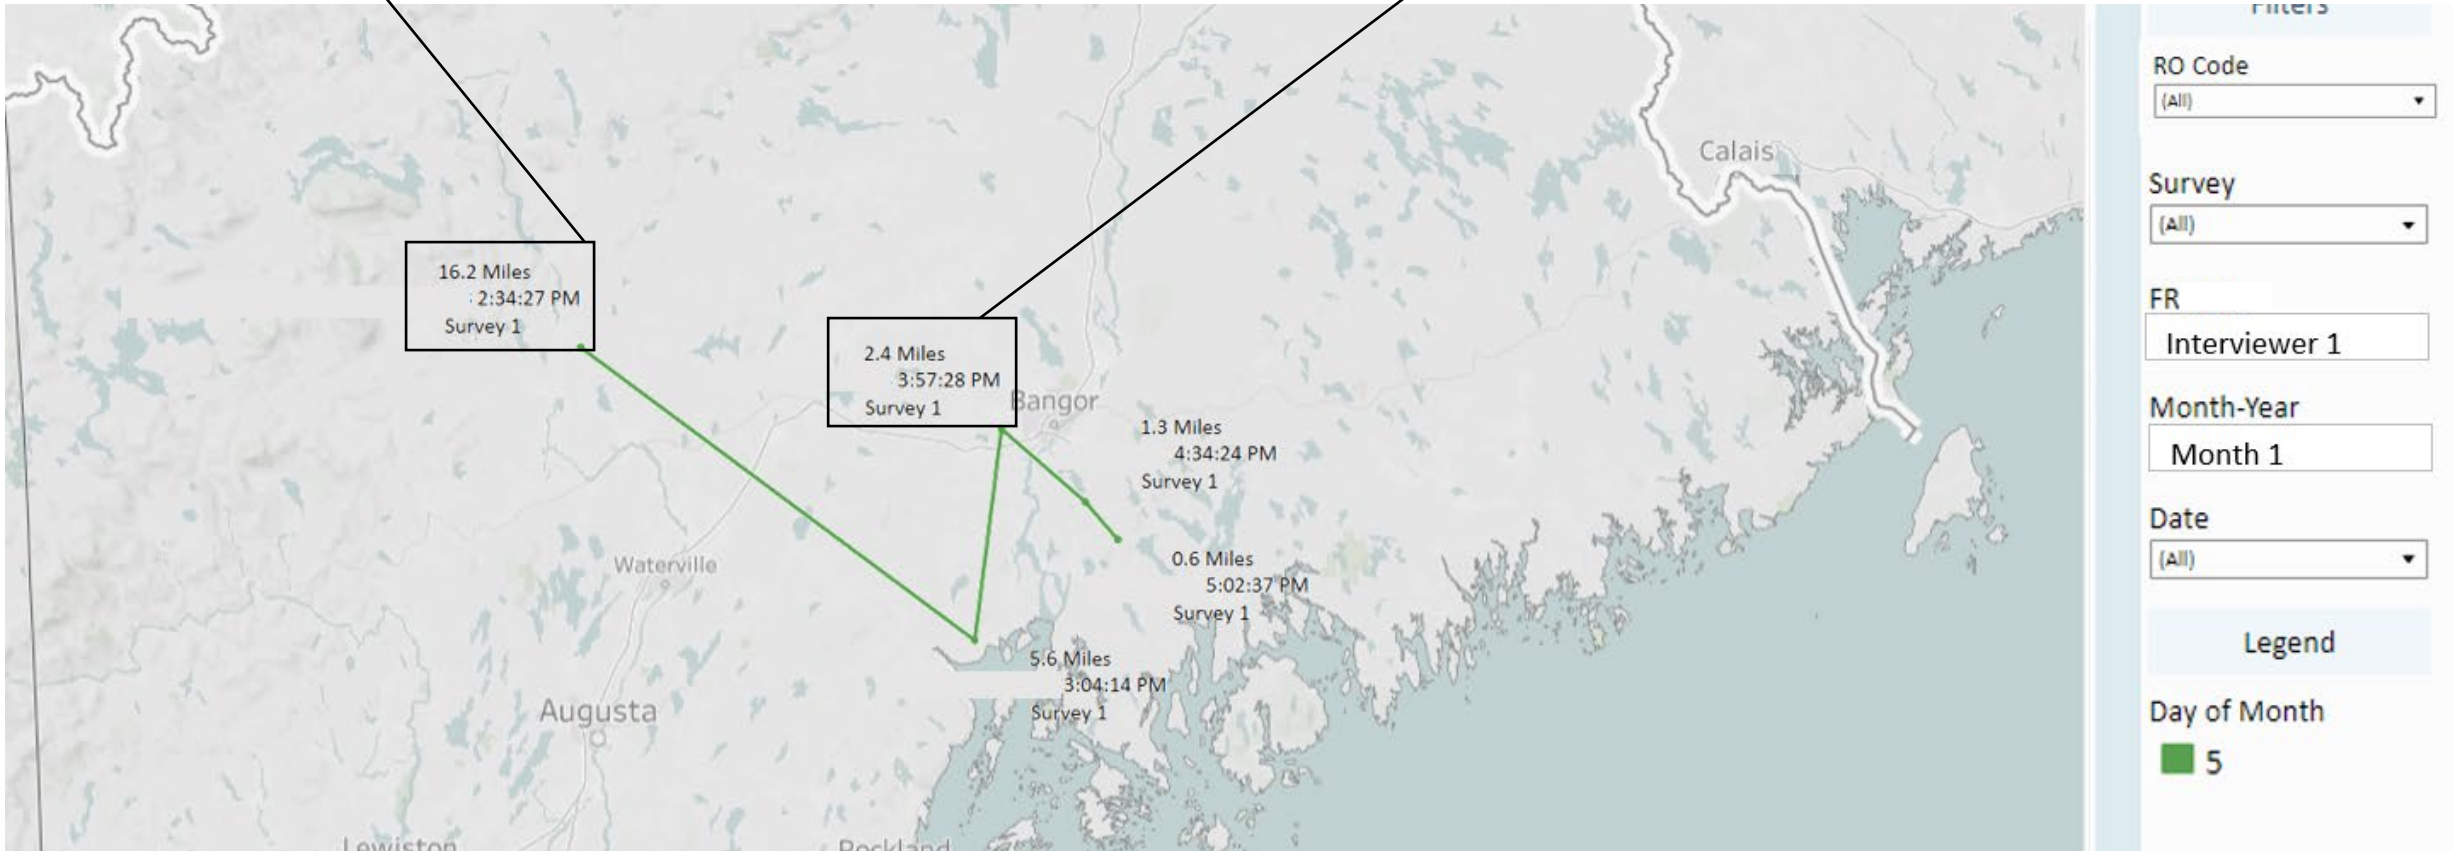 Filters
RO Code
(All)
Calais
Survey
(All)
16.2 Miles
2:34:27 PM
Survey 1
FR
Interviewer 1
2.4 Miles
3:57:28 PM
Survey 1
Bangor
Month-Year
Month 1
1.3 Miles
4:34:24 PM
Survey 1
Date
(All)
Waterville
0.6 Miles
5:02:37 PM
Survey 1
Legend
5.6 Miles
3:04:14 PM
Survey 1
Augusta
Day of Month
5
Lewiston
Rockland